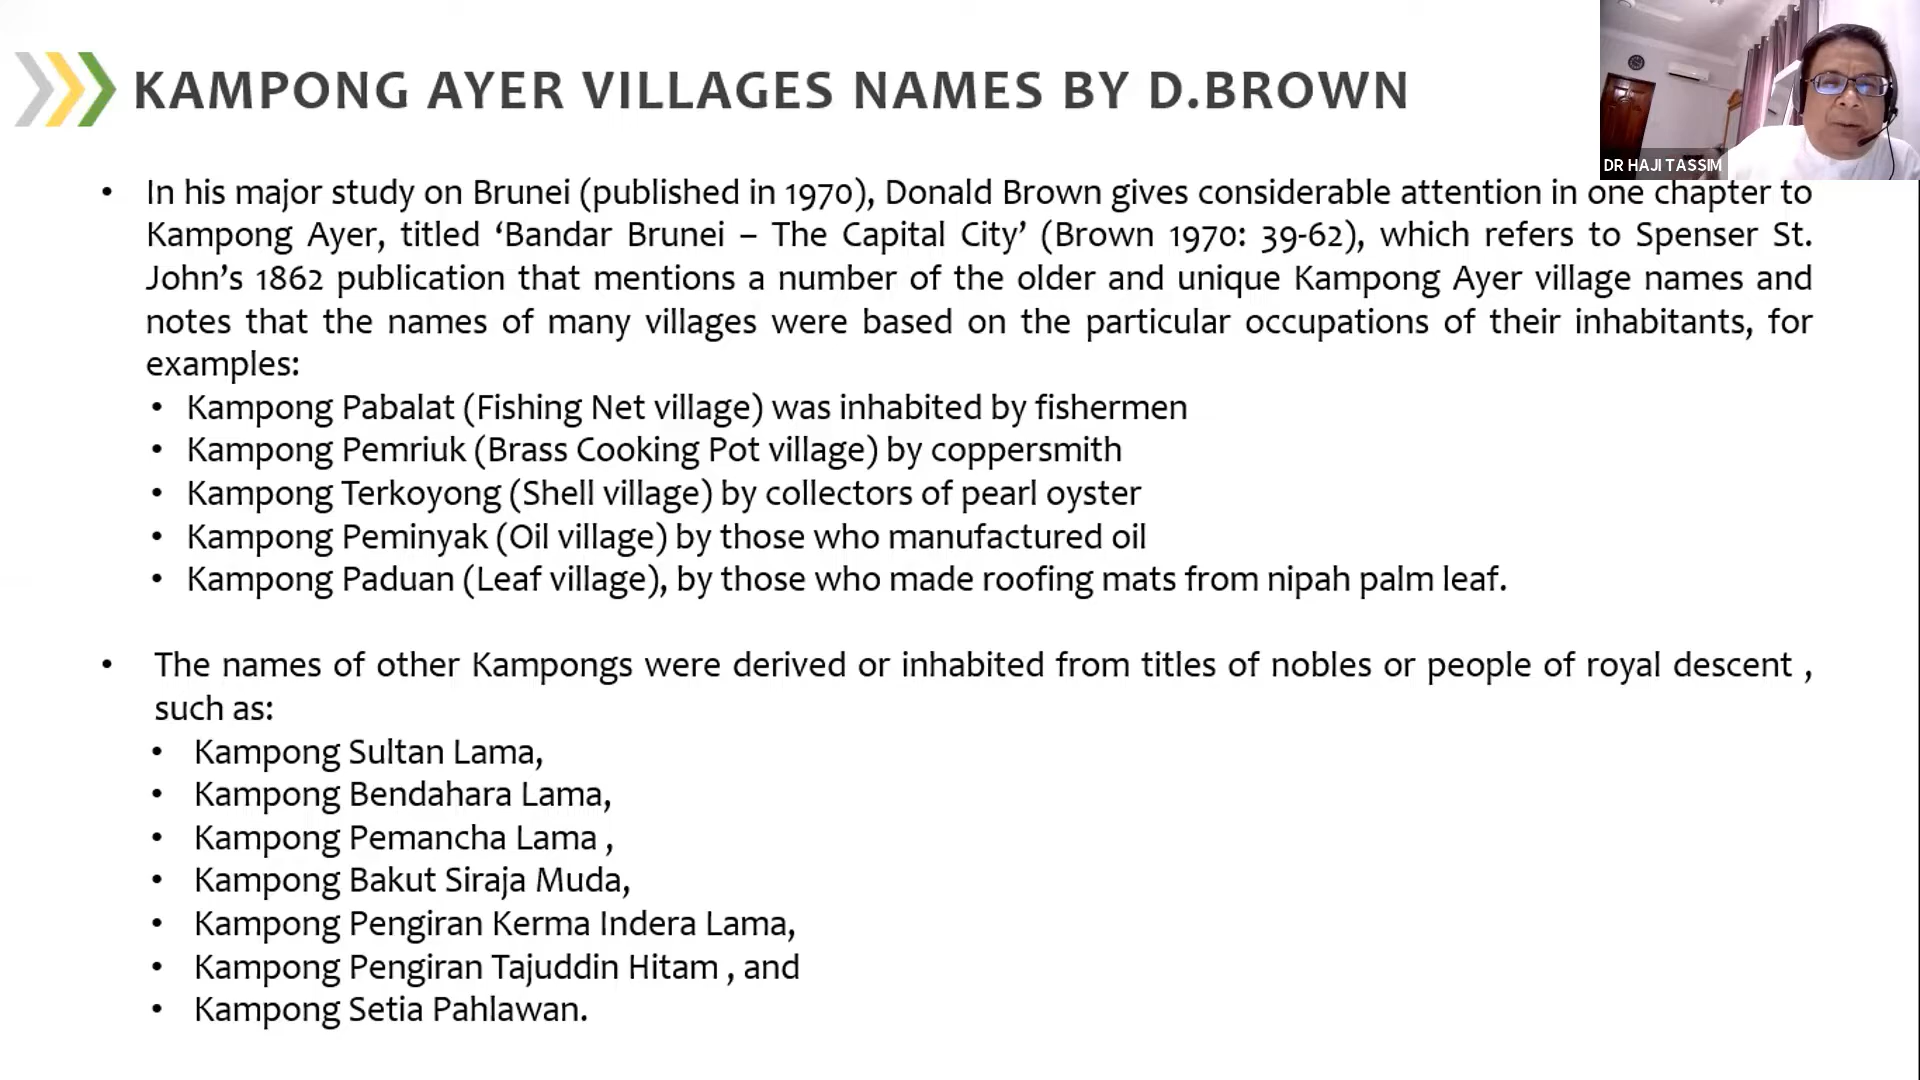 KAMPONG AYER VILLAGES NAMES BY D.BROWN
DR HAJI TASSIM
• In his major study on Brunei (published in 1970), Donald Brown gives considerable attention in one chapter to
Kampong Ayer, titled ‘Bandar Brunei – The Capital City’ (Brown 1970: 39-62), which refers to Spenser St.
John’s 1862 publication that mentions a number of the older and unique Kampong Ayer village names and
notes that the names of many villages were based on the particular occupations of their inhabitants, for
examples:
• Kampong Pabalat (Fishing Net village) was inhabited by fishermen
• Kampong Pemriuk (Brass Cooking Pot village) by coppersmith
• Kampong Terkoyong (Shell village) by collectors of pearl oyster
• Kampong Peminyak (Oil village) by those who manufactured oil
• Kampong Paduan (Leaf village), by those who made roofing mats from nipah palm leaf.
• The names of other Kampongs were derived or inhabited from titles of nobles or people of royal descent ,
such as:
• Kampong Sultan Lama,
• Kampong Bendahara Lama,
• Kampong Pemancha Lama ,
• Kampong Bakut Siraja Muda,
• Kampong Pengiran Kerma Indera Lama,
• Kampong Pengiran Tajuddin Hitam , and
• Kampong Setia Pahlawan.